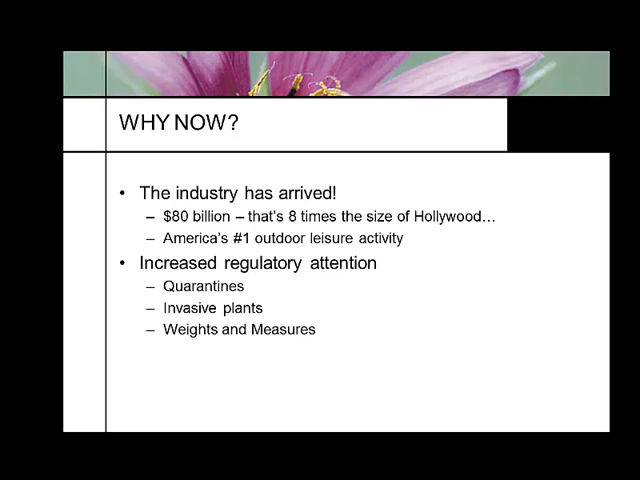 WHY NOW?
• The industry has arrived!
– $80 billion – that's 8 times the size of Hollywood…
– America's #1 outdoor leisure activity
• Increased regulatory attention
– Quarantines
– Invasive plants
– Weights and Measures